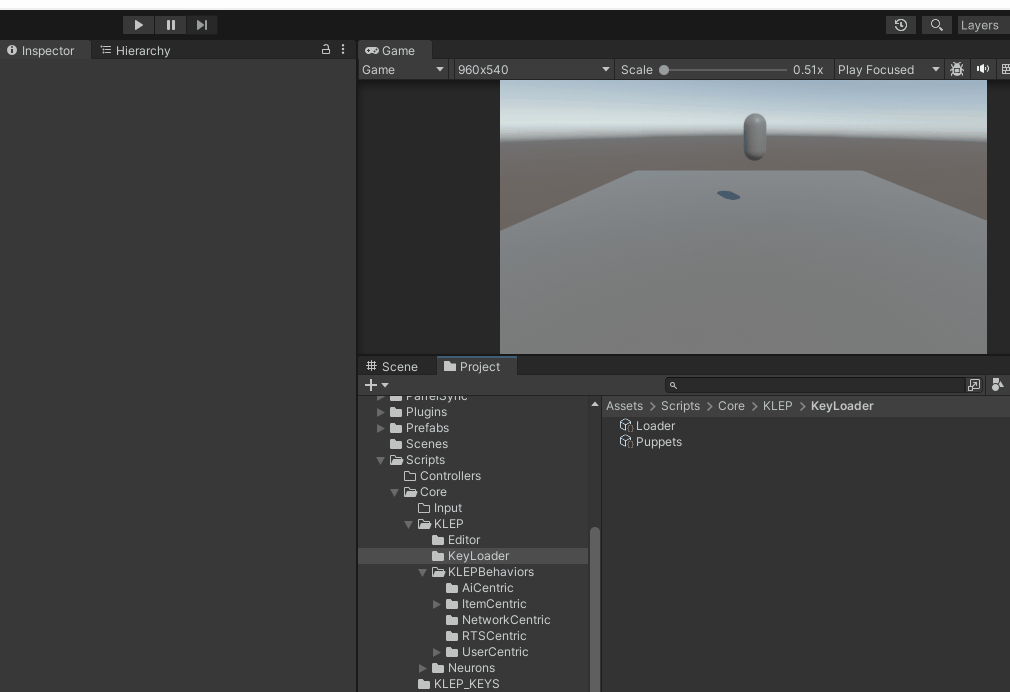 Layers
Inspector
Hierarchy
Game
Game
960x540
Scale
0.51x
Play Focused
Scene
Project
ParrelSync
Plugins
Prefabs
Scenes
Scripts
Controllers
Core
Input
KLEP
Editor
KeyLoader
KLEPBehaviors
AiCentric
ItemCentric
NetworkCentric
RTSCentric
UserCentric
Neurons
KLEP_KEYS
Assets > Scripts > Core > KLEP > KeyLoader
Loader
Puppets